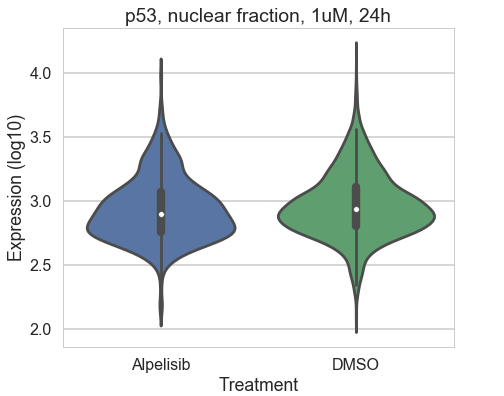 p53, nuclear fraction, 1uM, 24h
Expression (log10)
4.0
3.5
3.0
2.5
2.0
Alpelisib DMSO
Treatment